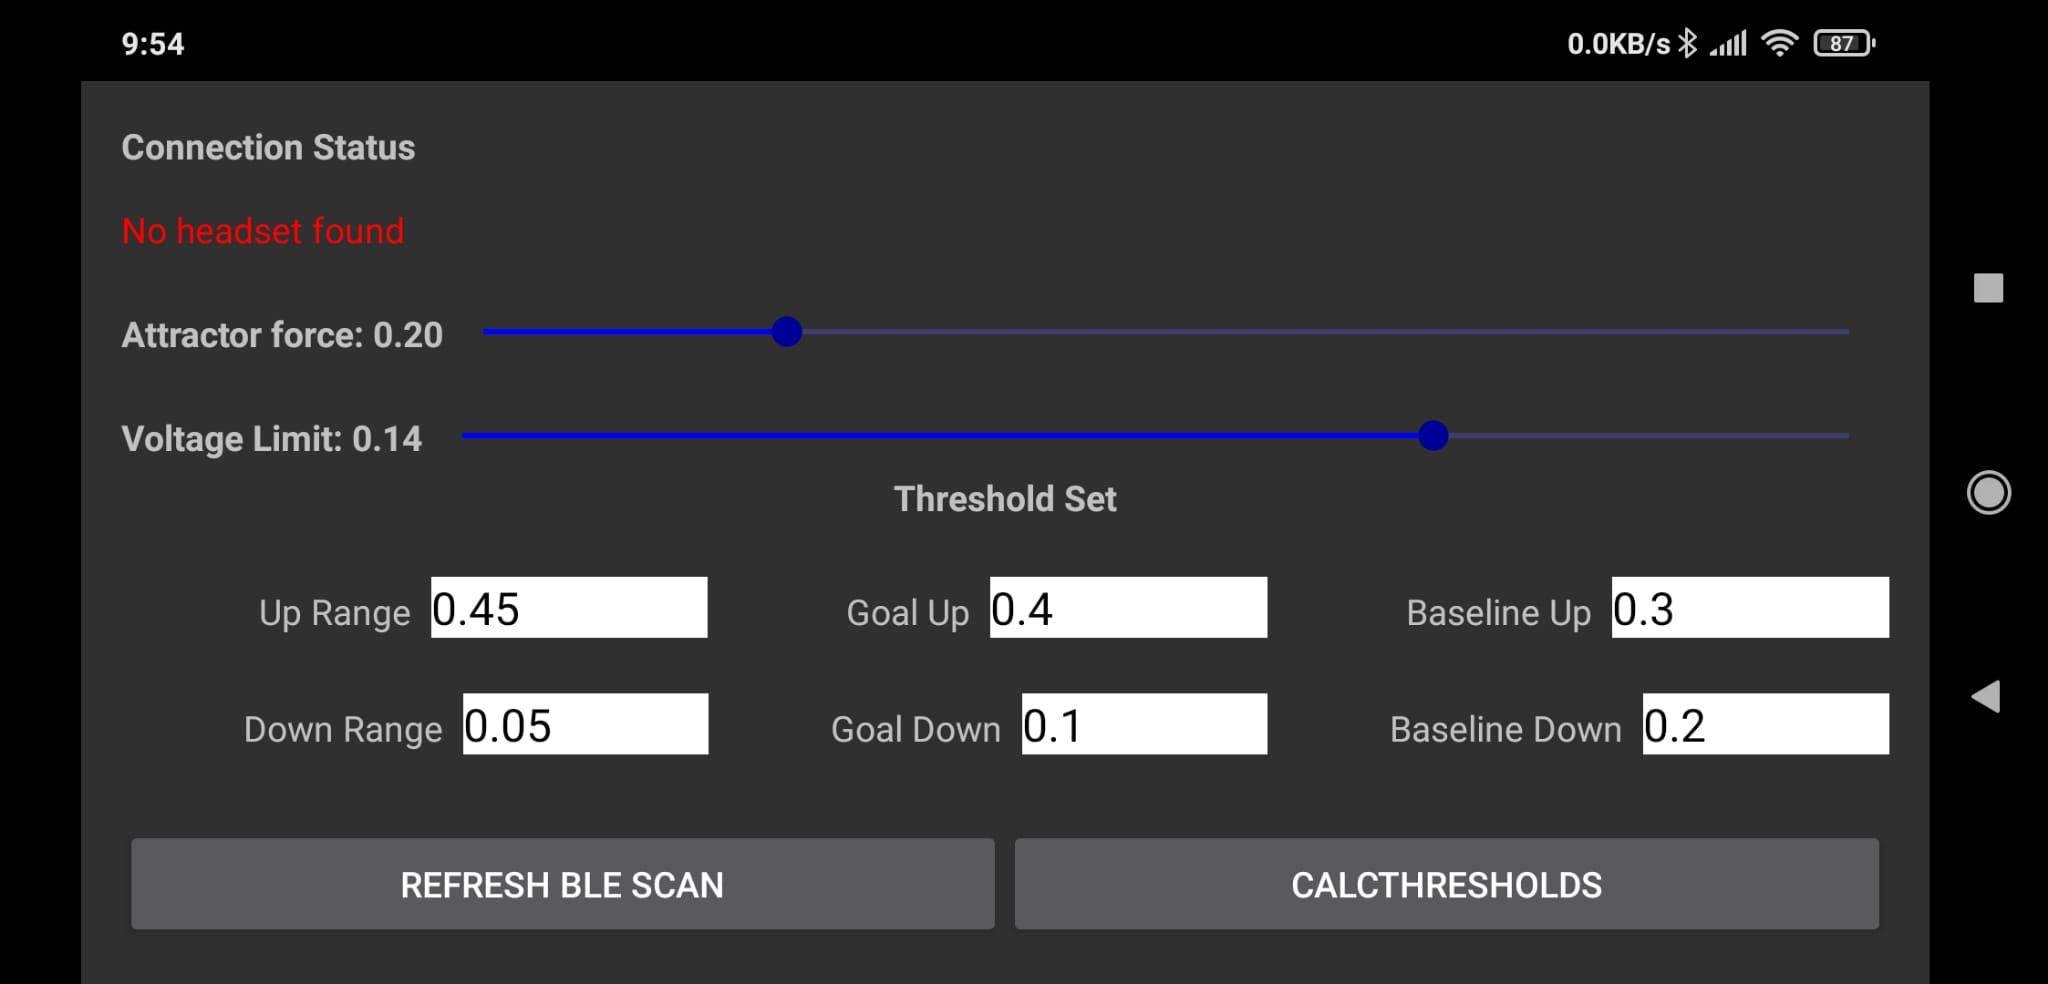 9:54
0.0KB/s 87
Connection Status
No headset found
Attractor force: 0.20
Voltage Limit: 0.14
Threshold Set
Up Range 0.45 Goal Up 0.4 Baseline Up 0.3
Down Range 0.05 Goal Down 0.1 Baseline Down 0.2
REFRESH BLE SCAN CALCTHRESHOLDS